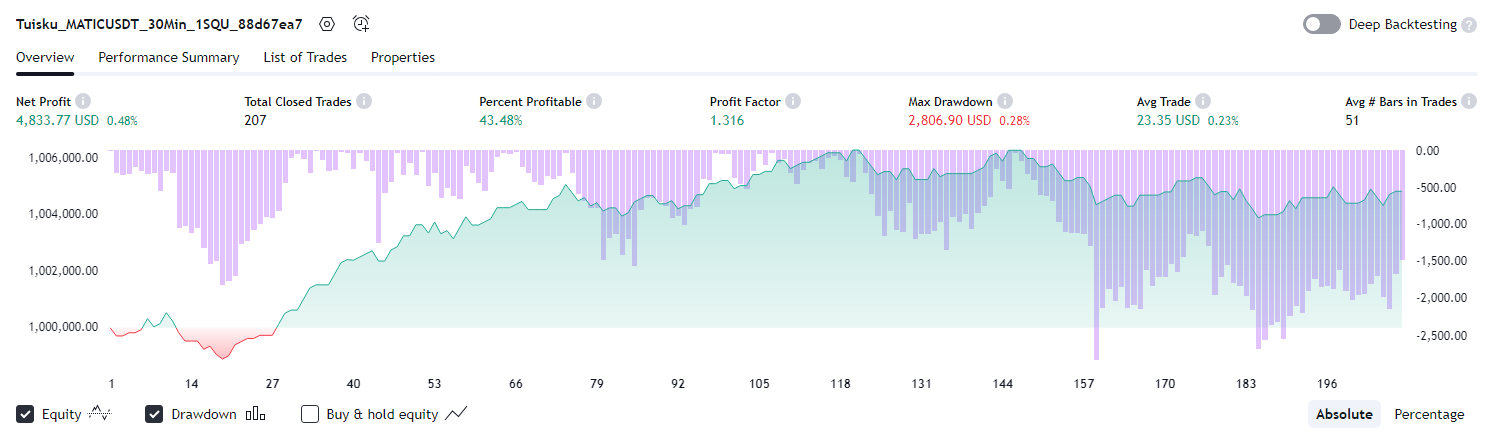 Tuisku_MATICUSDT_30Min_1SQU_88d67ea7 Deep Backtesting ?
Overview Performance Summary List of Trades Properties
Net Profit i Total Closed Trades i Percent Profitable i Profit Factor i Max Drawdown i Avg Trade i Avg # Bars in Trades i
4,833.77 USD 0.48% 207 43.48% 1.316 2,806.90 USD 0.28% 23.35 USD 0.23% 51
1,006,000.00 0.00
-500.00
1,004,000.00 -1,000.00
-1,500.00
1,002,000.00
-2,000.00
1,000,000.00 -2,500.00
1 14 27 40 53 66 79 92 105 118 131 144 157 170 183 196
Equity Drawdown Buy & hold equity Absolute Percentage